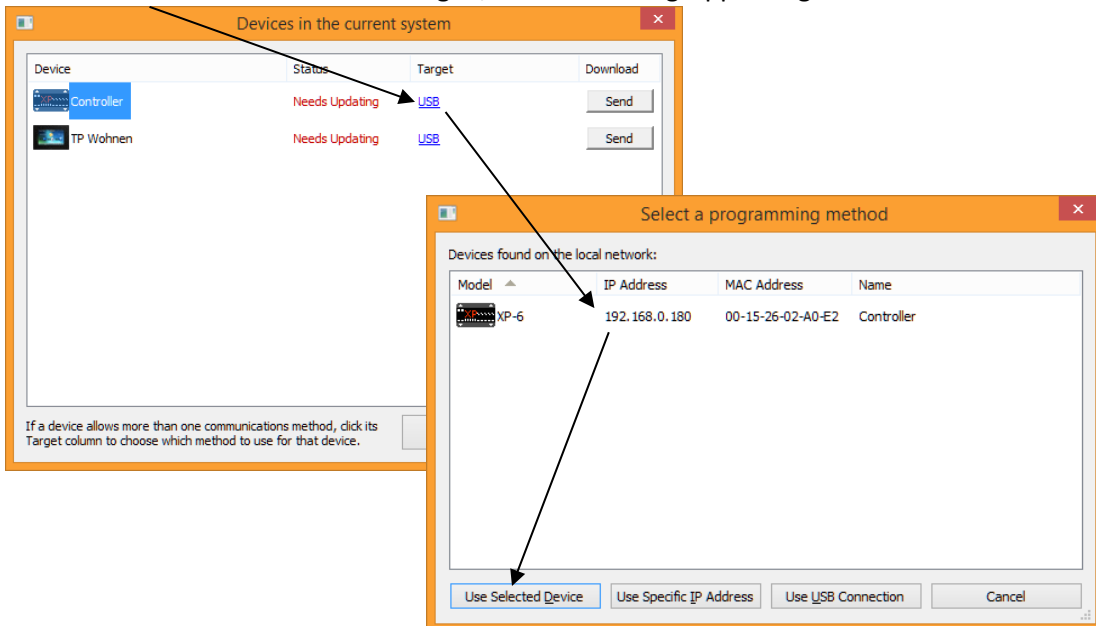 Devices in the current system
Device Status Target Download
Controller Needs Updating USB Send
TP Wohnen Needs Updating USB Send
If a device allows more than one communications method, click its
Target column to choose which method to use for that device.
Select a programming method
Devices found on the local network:
Model IP Address MAC Address Name
XP-6 192.168.0.180 00-15-26-02-A0-E2 Controller
Use Selected Device Use Specific IP Address Use USB Connection Cancel